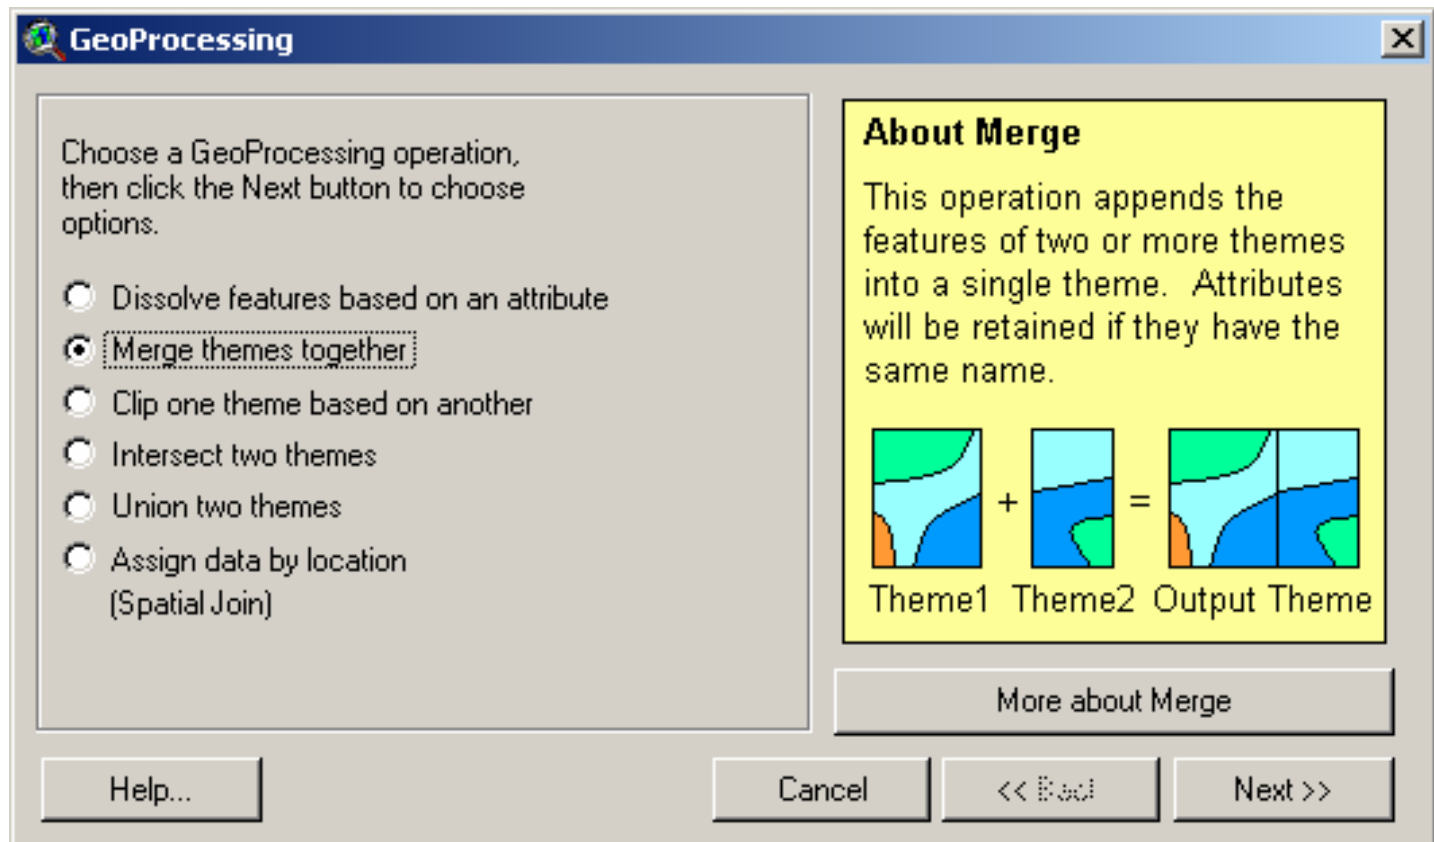 GeoProcessing
Choose a GeoProcessing operation,
then click the Next button to choose
options.
Dissolve features based on an attribute
Merge themes together
Clip one theme based on another
Intersect two themes
Union two themes
Assign data by location
(Spatial Join)
About Merge
This operation appends the
features of two or more themes
into a single theme.  Attributes
will be retained if they have the
same name.
+ =
Theme1 Theme2 Output Theme
More about Merge
Help...
Cancel
<< Back
Next >>